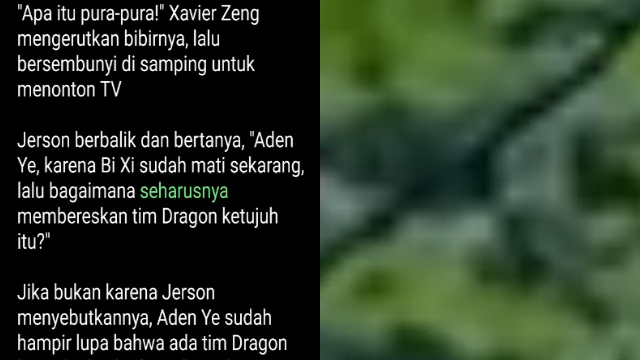 "Apa itu pura-pura!" Xavier Zeng
mengerutkan bibirnya, lalu
bersembunyi di samping untuk
menonton TV
Jerson berbalik dan bertanya, "Aden
Ye, karena Bi Xi sudah mati sekarang,
lalu bagaimana seharusnya
membereskan tim Dragon ketujuh
itu?"
Jika bukan karena Jerson
menyebutkannya, Aden Ye sudah
hampir lupa bahwa ada tim Dragon